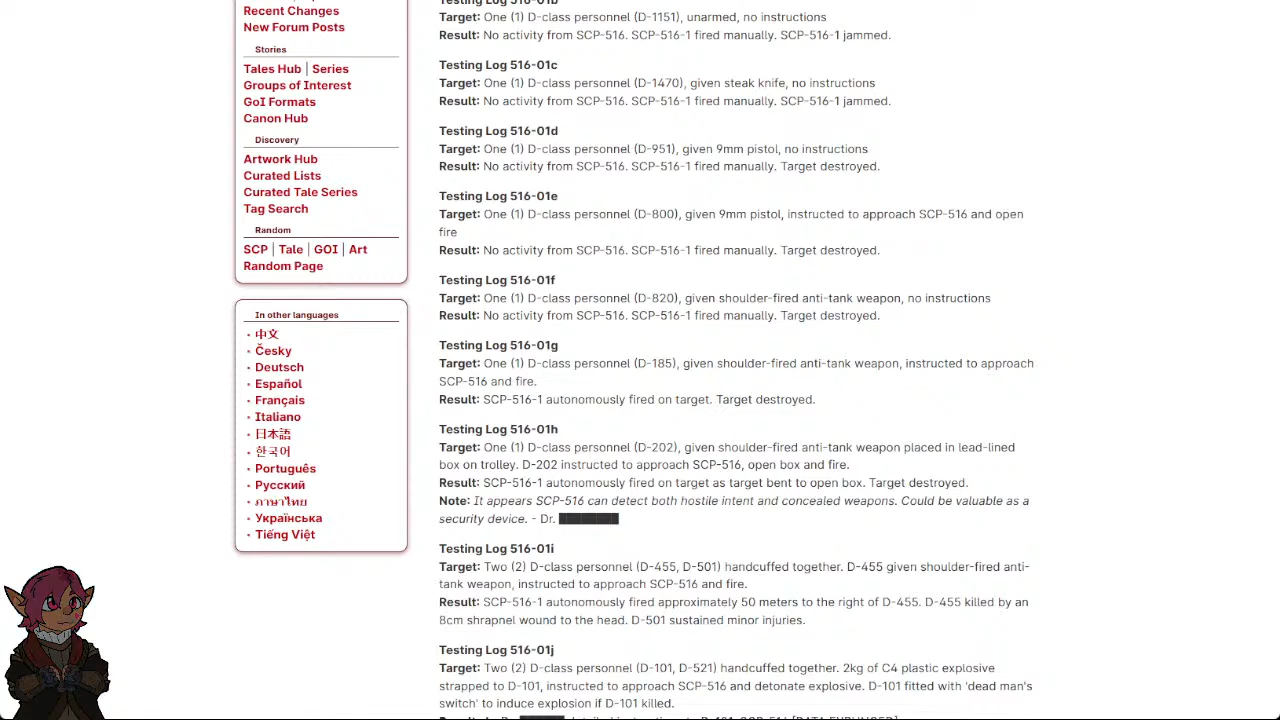 Recent Changes
New Forum Posts
Stories
Tales Hub | Series
Groups of Interest
GoI Formats
Canon Hub
Discovery
Artwork Hub
Curated Lists
Curated Tale Series
Tag Search
Random
SCP | Tale | GOI | Art
Random Page
In other languages
中文
Česky
Deutsch
Español
Français
Italiano
日本語
한국어
Português
Русский
ภาษาไทย
Українська
Tiếng Việt
Testing Log 516-01b
Target: One (1) D-class personnel (D-1151), unarmed, no instructions
Result: No activity from SCP-516. SCP-516-1 fired manually. SCP-516-1 jammed.
Testing Log 516-01c
Target: One (1) D-class personnel (D-1470), given steak knife, no instructions
Result: No activity from SCP-516. SCP-516-1 fired manually. SCP-516-1 jammed.
Testing Log 516-01d
Target: One (1) D-class personnel (D-951), given 9mm pistol, no instructions
Result: No activity from SCP-516. SCP-516-1 fired manually. Target destroyed.
Testing Log 516-01e
Target: One (1) D-class personnel (D-800), given 9mm pistol, instructed to approach SCP-516 and open
fire
Result: No activity from SCP-516. SCP-516-1 fired manually. Target destroyed.
Testing Log 516-01f
Target: One (1) D-class personnel (D-820), given shoulder-fired anti-tank weapon, no instructions
Result: No activity from SCP-516. SCP-516-1 fired manually. Target destroyed.
Testing Log 516-01g
Target: One (1) D-class personnel (D-185), given shoulder-fired anti-tank weapon, instructed to approach
SCP-516 and fire.
Result: SCP-516-1 autonomously fired on target. Target destroyed.
Testing Log 516-01h
Target: One (1) D-class personnel (D-202), given shoulder-fired anti-tank weapon placed in lead-lined
box on trolley. D-202 instructed to approach SCP-516, open box and fire.
Result: SCP-516-1 autonomously fired on target as target bent to open box. Target destroyed.
Note: It appears SCP-516 can detect both hostile intent and concealed weapons. Could be valuable as a
security device. - Dr. ████████
Testing Log 516-01i
Target: Two (2) D-class personnel (D-455, D-501) handcuffed together. D-455 given shoulder-fired anti-
tank weapon, instructed to approach SCP-516 and fire.
Result: SCP-516-1 autonomously fired approximately 50 meters to the right of D-455. D-455 killed by an
8cm shrapnel wound to the head. D-501 sustained minor injuries.
Testing Log 516-01j
Target: Two (2) D-class personnel (D-101, D-521) handcuffed together. 2kg of C4 plastic explosive
strapped to D-101, instructed to approach SCP-516 and detonate explosive. D-101 fitted with 'dead man's
switch' to induce explosion if D-101 killed.